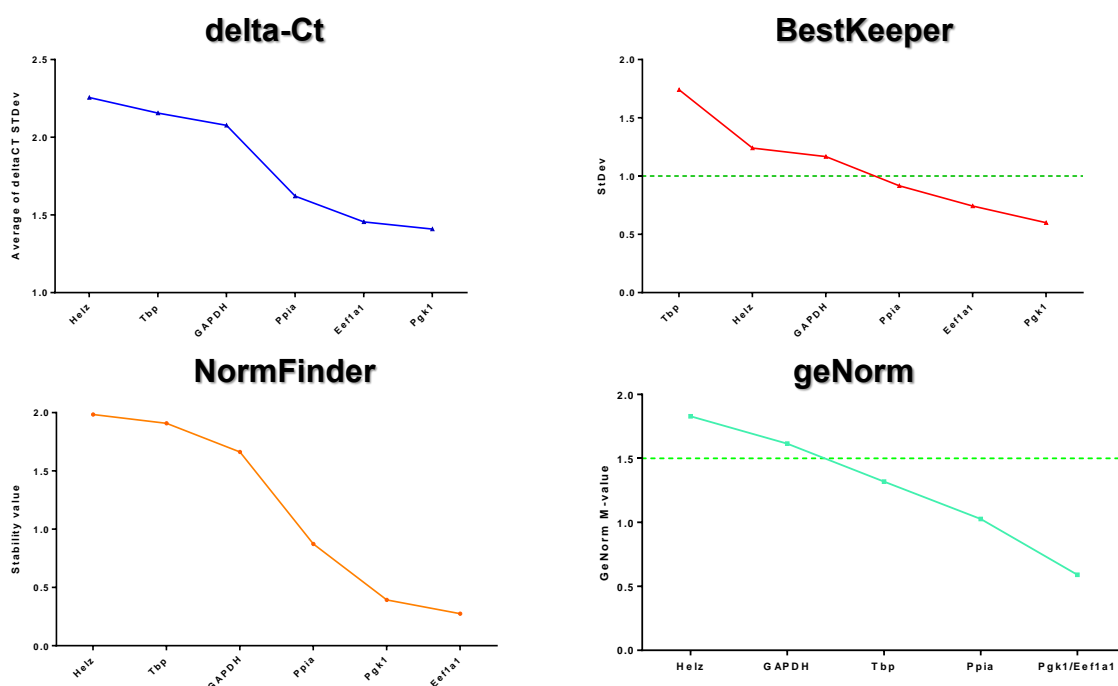 delta-Ct
2.5
2.0
1.5
1.0
Average of deltaCT STDev
Helz
Tbp
GAPDH
Ppia
Eef1a1
Pgk1
BestKeeper
2.0
1.5
1.0
0.5
0.0
StDev
Tbp
Helz
GAPDH
Ppia
Eef1a1
Pgk1
NormFinder
2.0
1.5
1.0
0.5
0.0
Stability value
Helz
Tbp
GAPDH
Ppia
Pgk1
Eef1a1
geNorm
2.0
1.5
1.0
0.5
0.0
GeNorm M-value
Helz
GAPDH
Tbp
Ppia
Pgk1/Eef1a1